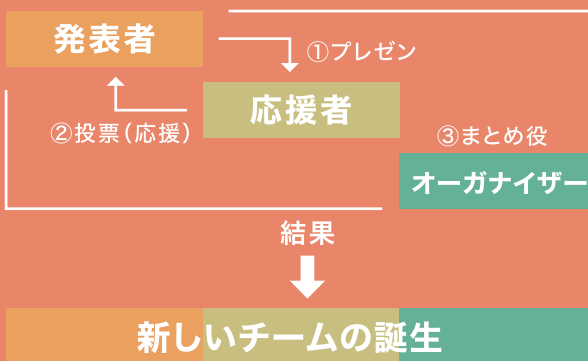 発表者
①プレゼン
応援者
②投票(応援)
③まとめ役
オーガナイザー
結果
新しいチームの誕生